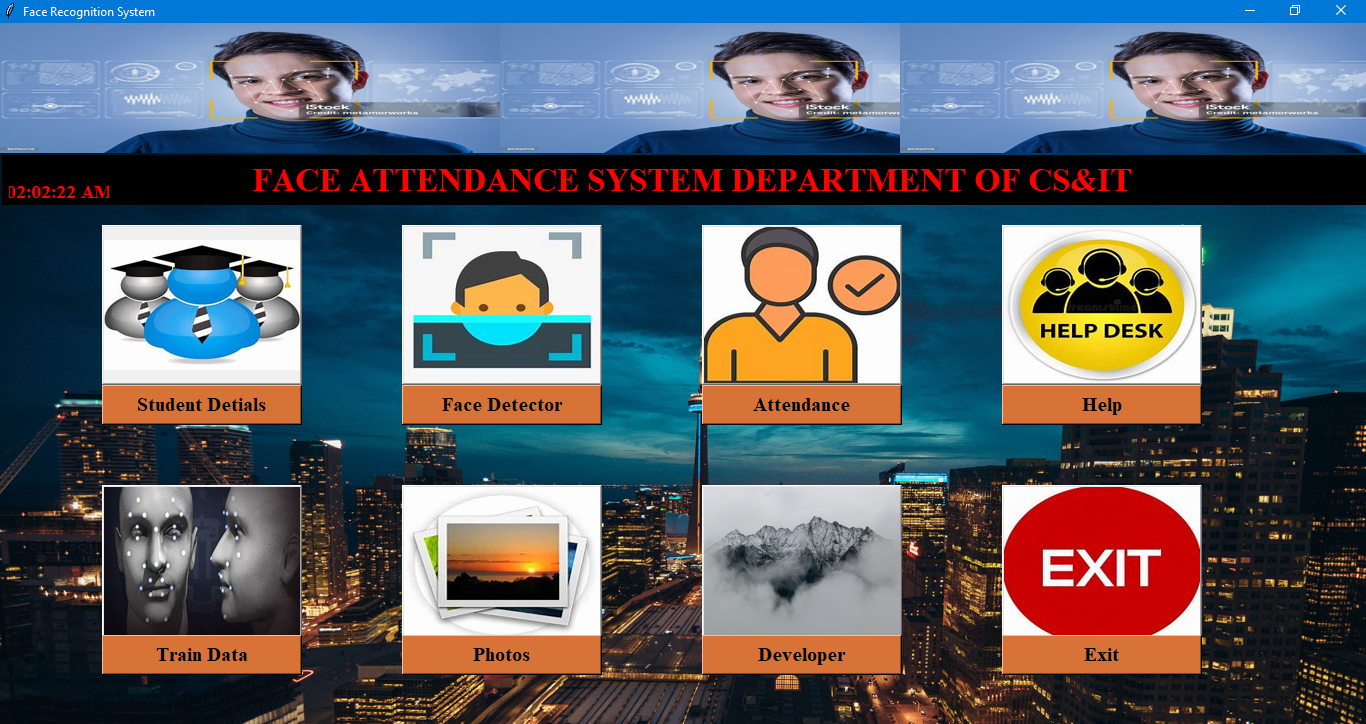 Face Recognition System
iStock
Credit: metamorworks
iStock
Credit: metamorworks
iStock
Credit: metamorworks
FACE ATTENDANCE SYSTEM DEPARTMENT OF CS&IT
02:02:22 AM
HELP DESK
Student Detials
Face Detector
Attendance
Help
EXIT
Train Data
Photos
Developer
Exit